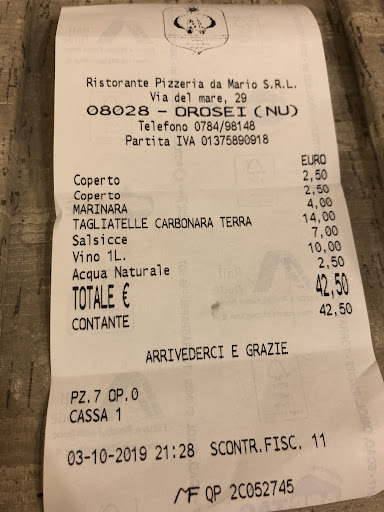 Ristorante Pizzeria da Mario S.R.L.
Via del mare, 29
08028 - OROSEI (NU)
Telefono 0784/98148
Partita IVA 01375890918
EURO
Coperto 2,50
Coperto 2,50
MARINARA 4,00
TAGLIATELLE CARBONARA TERRA 14,00
Salsicce 7,00
Vino 1L. 10,00
Acqua Naturale 2,50
TOTALE € 42,50
CONTANTE 42,50
ARRIVEDERCI E GRAZIE
PZ.7 OP.0
CASSA 1
03-10-2019 21:28 SCONTR.FISC. 11
MF QP 2C052745